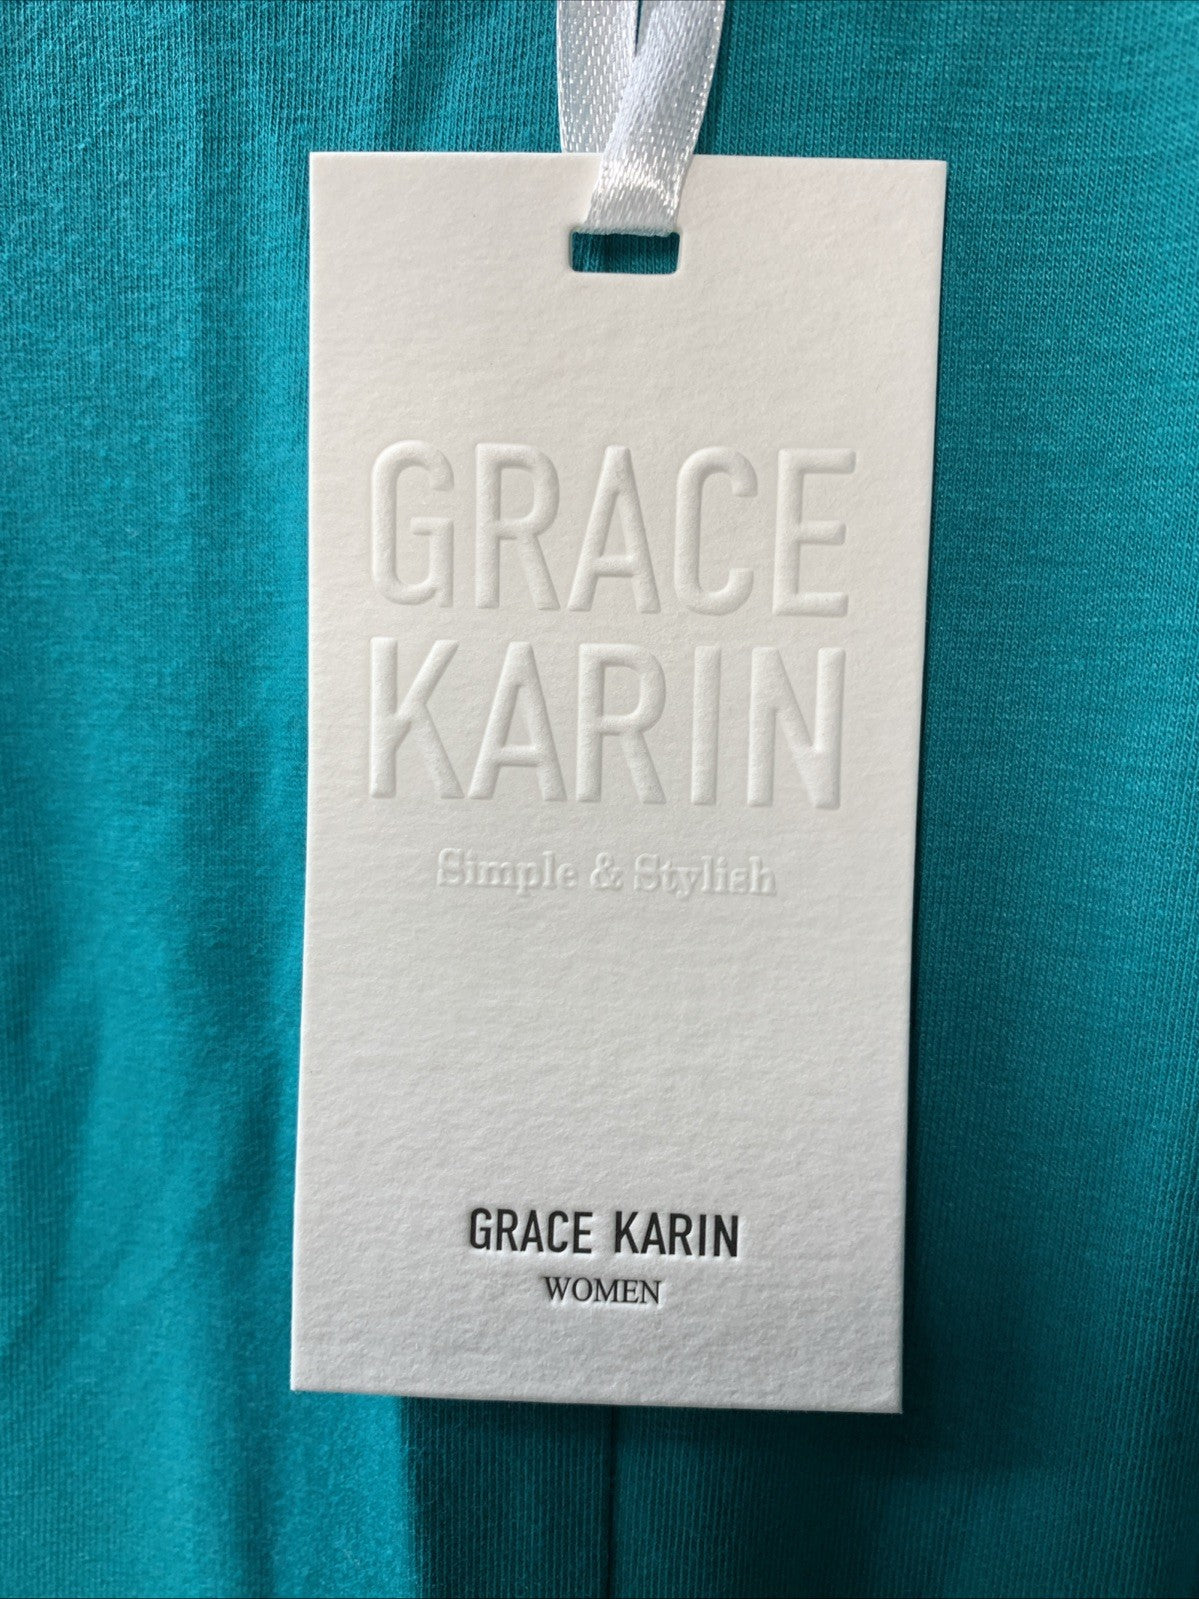 GRACE
KARIN
Simple & Stylish
GRACE KARIN
WOMEN